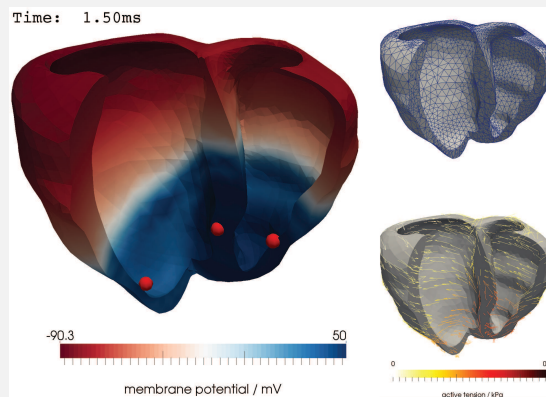 Time: 1.50ms
-90.3 50
membrane potential / mV
0
active tension / kPa